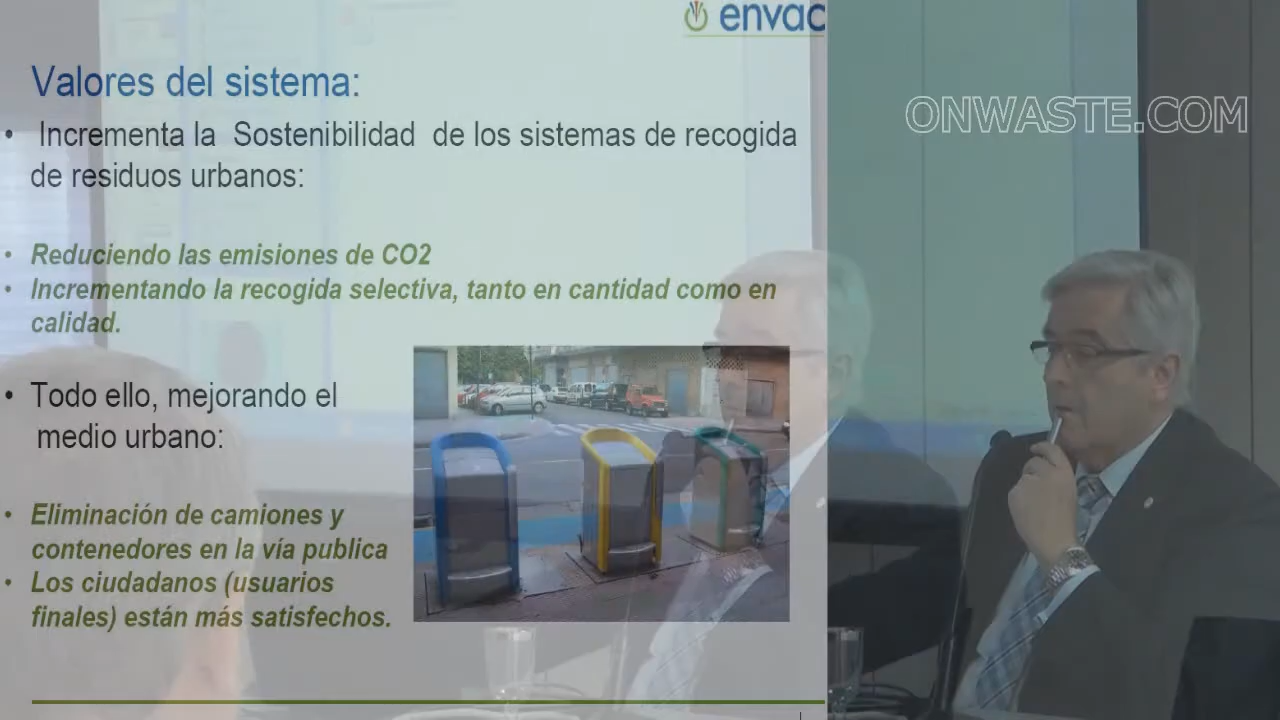 envac
ONWASTE.COM
Valores del sistema:
• Incrementa la Sostenibilidad de los sistemas de recogida
de residuos urbanos:
• Reduciendo las emisiones de CO2
• Incrementando la recogida selectiva, tanto en cantidad como en
calidad.
• Todo ello, mejorando el
medio urbano:
• Eliminación de camiones y
contenedores en la vía publica
• Los ciudadanos (usuarios
finales) están más satisfechos.